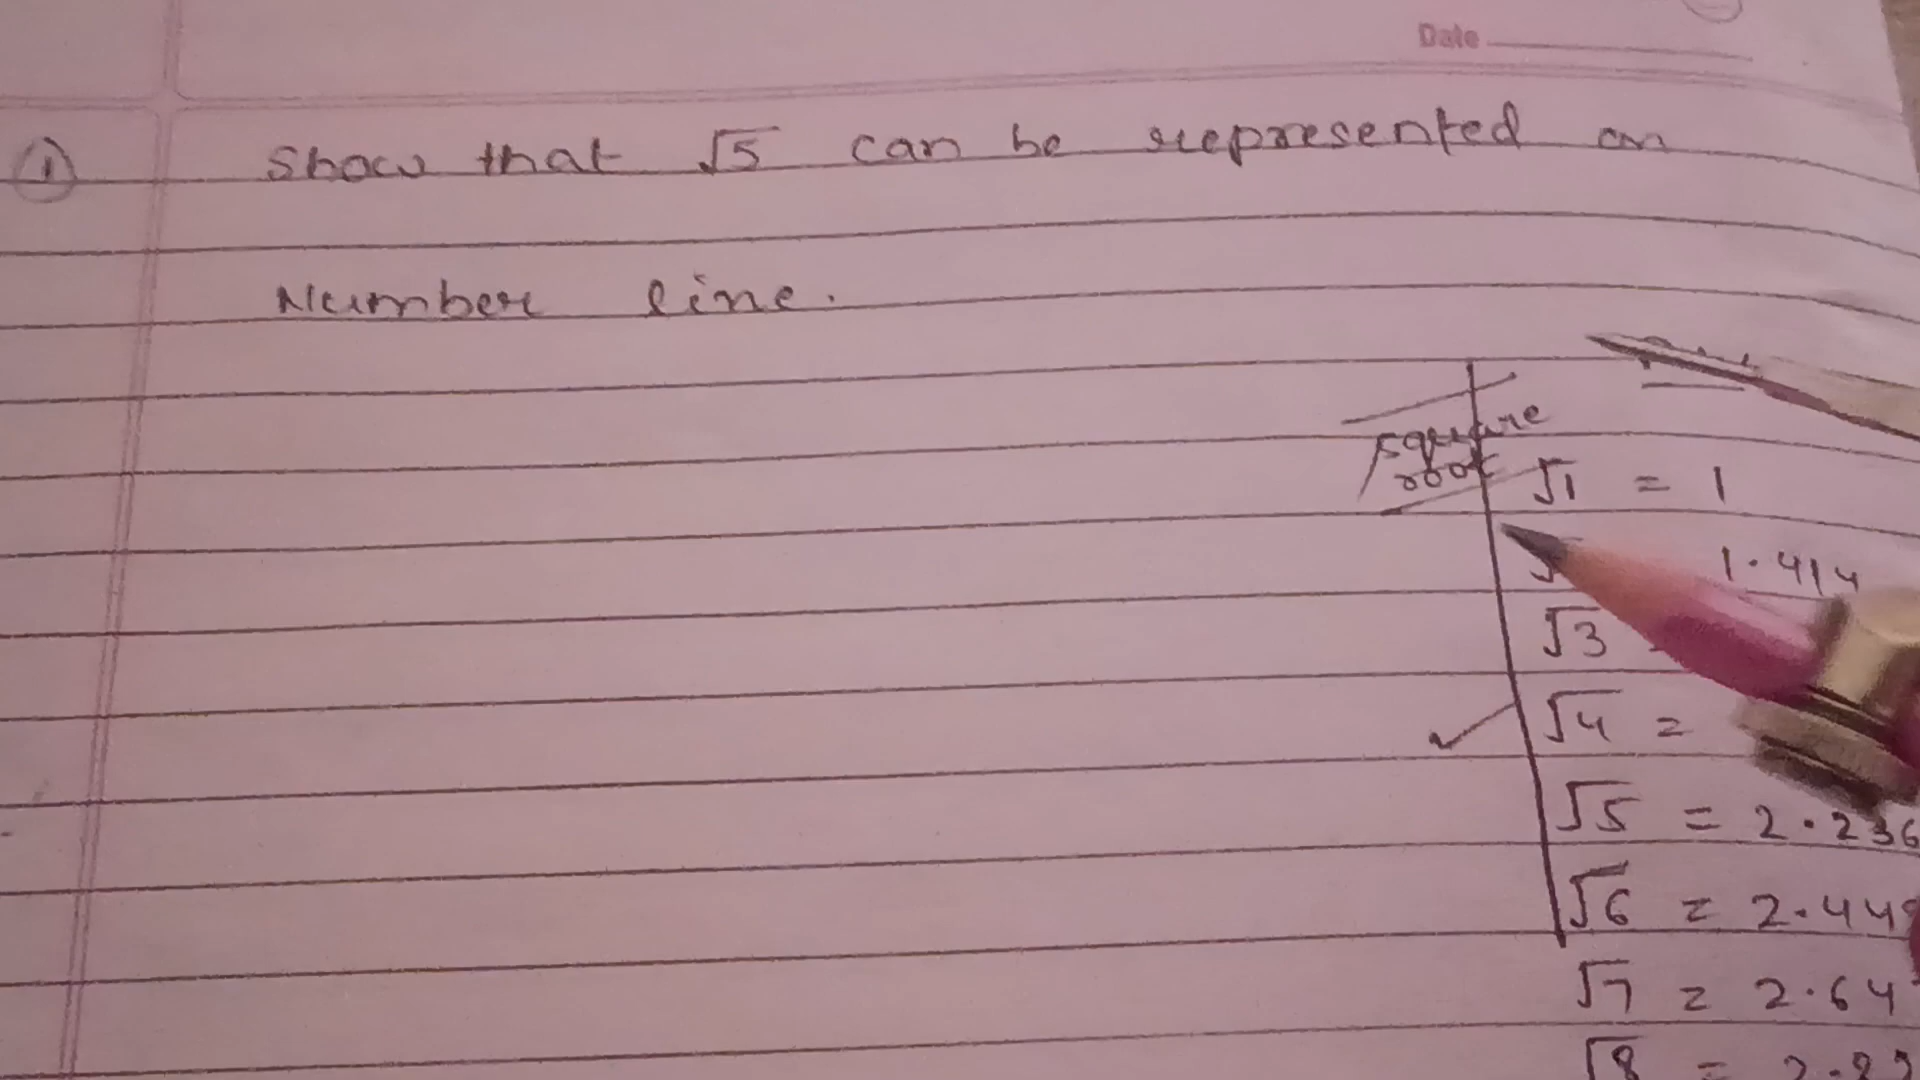 Date
① Show that √5 can be represented on
Number line.
square
root
√1 = 1
1.414
√3
√4 =
√5 = 2.236
√6 = 2.449
√7 = 2.64
√8 =